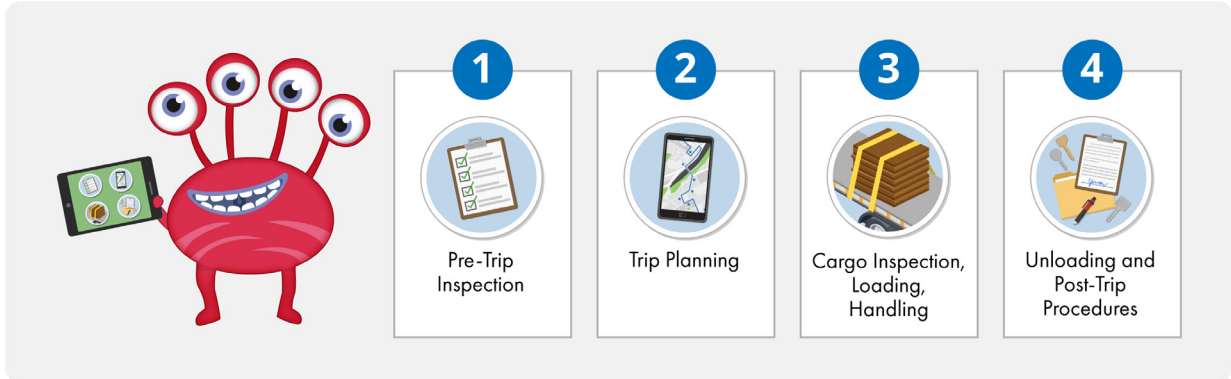 1
Pre-Trip
Inspection
2
Trip Planning
3
Cargo Inspection,
Loading,
Handling
4
Unloading and
Post-Trip
Procedures